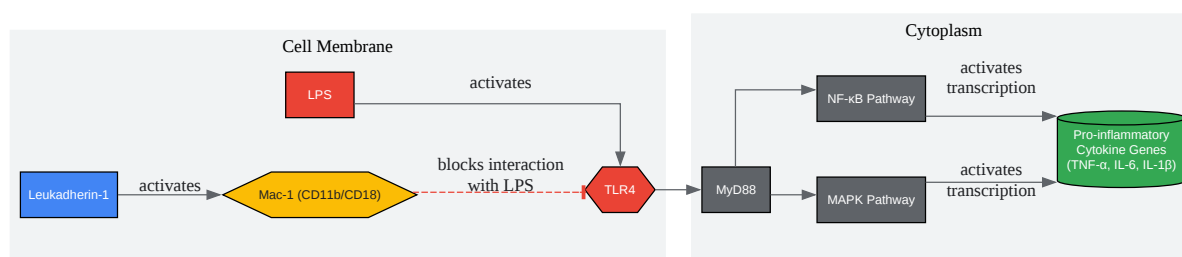 Cell Membrane
Cytoplasm
LPS
activates
Leukadherin-1
activates
Mac-1 (CD11b/CD18)
blocks interaction
with LPS
TLR4
MyD88
NF-κB Pathway
MAPK Pathway
activates
transcription
activates
transcription
Pro-inflammatory
Cytokine Genes
(TNF-α, IL-6, IL-1β)